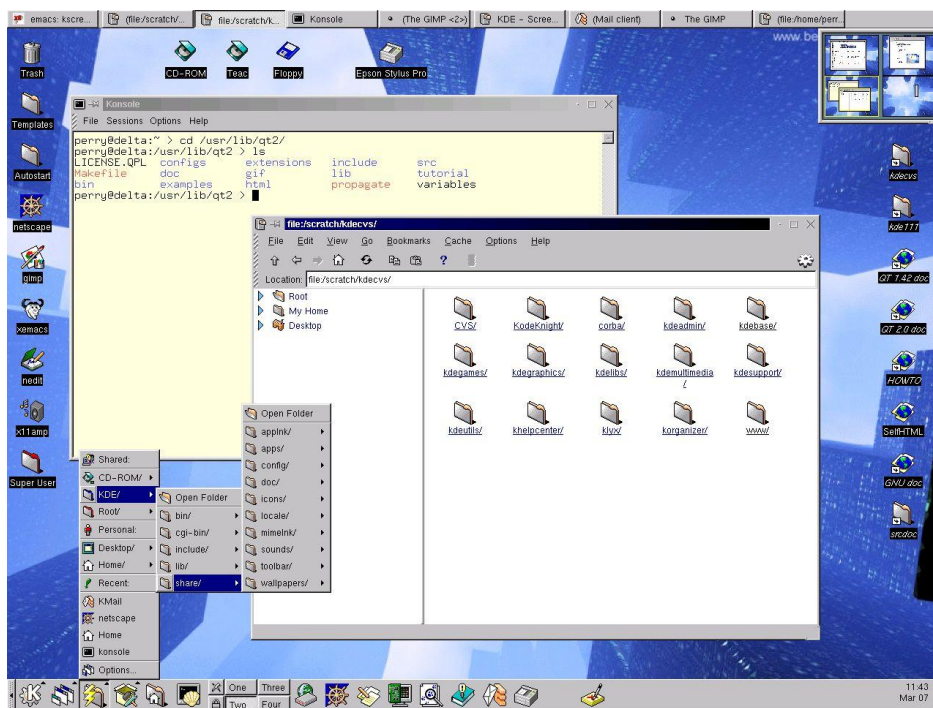 emacs: kscre...
(file:/scratch/...
file:/scratch/k...
Konsole
(The GIMP <2>)
KDE - Scree...
(Mail client)
The GIMP
(file:/home/perr...
www.be
Trash
CD-ROM
Teac
Floppy
Epson Stylus Pro
Templates
Autostart
netscape
gimp
xemacs
nedit
x11amp
Super User
kdecvs
kde111
QT 1.42 doc
QT 2.0 doc
HOWTO
SelfHTML
GNU doc
srcdoc
Konsole
File Sessions Options Help
perry@delta:~ > cd /usr/lib/qt2/
perry@delta:/usr/lib/qt2 > ls
LICENSE.QPL configs extensions include src
Makefile doc gif lib tutorial
bin examples html propagate variables
perry@delta:/usr/lib/qt2 >
file:/scratch/kdecvs/
File Edit View Go Bookmarks Cache Options Help
Location: file:/scratch/kdecvs/
Root
My Home
Desktop
CVS/ KodeKnight/ corba/ kdeadmin/ kdebase/
kdegames/ kdegraphics/ kdelibs/ kdemultimedia/ kdesupport/
kdeutils/ khelpcenter/ klyx/ korganizer/ www/
Shared:
CD-ROM/
KDE/
Root/
Personal:
Desktop/
Home/
Recent:
KMail
netscape
Home
konsole
Options...
Open Folder
bin/
cgi-bin/
include/
lib/
share/
Open Folder
applnk/
apps/
config/
doc/
icons/
locale/
mimelnk/
sounds/
toolbar/
wallpapers/
One Three
Two Four
11:43
Mar 07